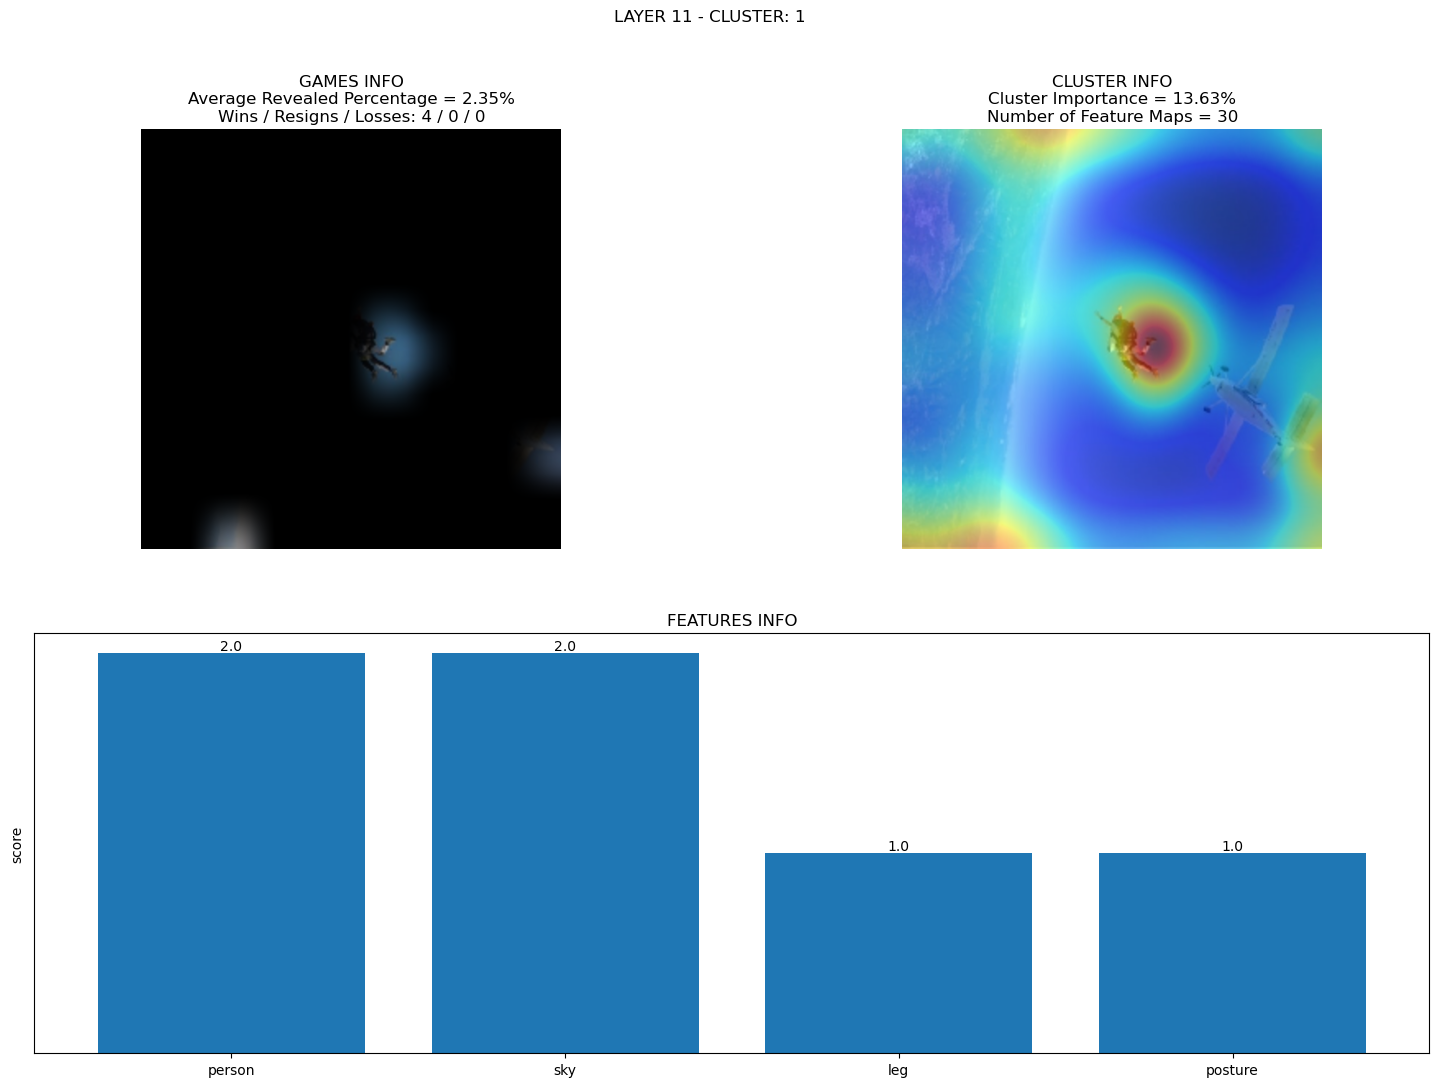 LAYER 11 - CLUSTER: 1
GAMES INFO
Average Revealed Percentage = 2.35%
Wins / Resigns / Losses: 4 / 0 / 0
CLUSTER INFO
Cluster Importance = 13.63%
Number of Feature Maps = 30
FEATURES INFO
score
2.0
2.0
1.0
1.0
person
sky
leg
posture